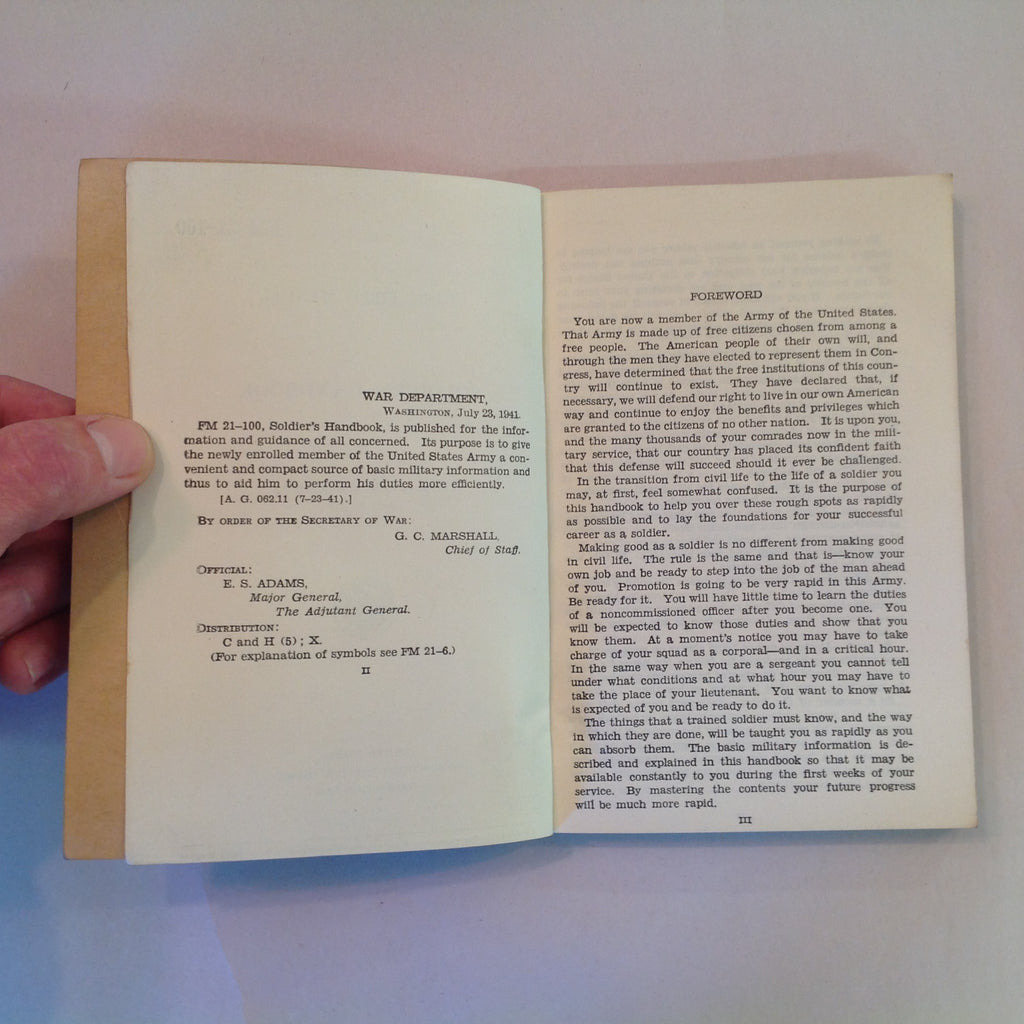 WAR DEPARTMENT,
WASHINGTON, July 23, 1941.
FM 21–100, Soldier's Handbook, is published for the infor-
mation and guidance of all concerned. Its purpose is to give
the newly enrolled member of the United States Army a con-
venient and compact source of basic military information and
thus to aid him to perform his duties more efficiently.
[A. G. 062.11 (7–23–41).]
BY ORDER OF THE SECRETARY OF WAR:
G. C. MARSHALL,
Chief of Staff.
OFFICIAL:
E. S. ADAMS,
Major General,
The Adjutant General.
DISTRIBUTION:
C and H (5); X.
(For explanation of symbols see FM 21–6.)
II
FOREWORD
You are now a member of the Army of the United States.
That Army is made up of free citizens chosen from among a
free people. The American people of their own will, and
through the men they have elected to represent them in Con-
gress, have determined that the free institutions of this coun-
try will continue to exist. They have declared that, if
necessary, we will defend our right to live in our own American
way and continue to enjoy the benefits and privileges which
are granted to the citizens of no other nation. It is upon you,
and the many thousands of your comrades now in the mili-
tary service, that our country has placed its confident faith
that this defense will succeed should it ever be challenged.
In the transition from civil life to the life of a soldier you
may, at first, feel somewhat confused. It is the purpose of
this handbook to help you over these rough spots as rapidly
as possible and to lay the foundations for your successful
career as a soldier.
Making good as a soldier is no different from making good
in civil life. The rule is the same and that is—know your
own job and be ready to step into the job of the man ahead
of you. Promotion is going to be very rapid in this Army.
Be ready for it. You will have little time to learn the duties
of a noncommissioned officer after you become one. You
will be expected to know those duties and show that you
know them. At a moment's notice you may have to take
charge of your squad as a corporal—and in a critical hour.
In the same way when you are a sergeant you cannot tell
under what conditions and at what hour you may have to
take the place of your lieutenant. You want to know what
is expected of you and be ready to do it.
The things that a trained soldier must know, and the way
in which they are done, will be taught you as rapidly as you
can absorb them. The basic military information is de-
scribed and explained in this handbook so that it may be
available constantly to you during the first weeks of your
service. By mastering the contents your future progress
will be much more rapid.
III